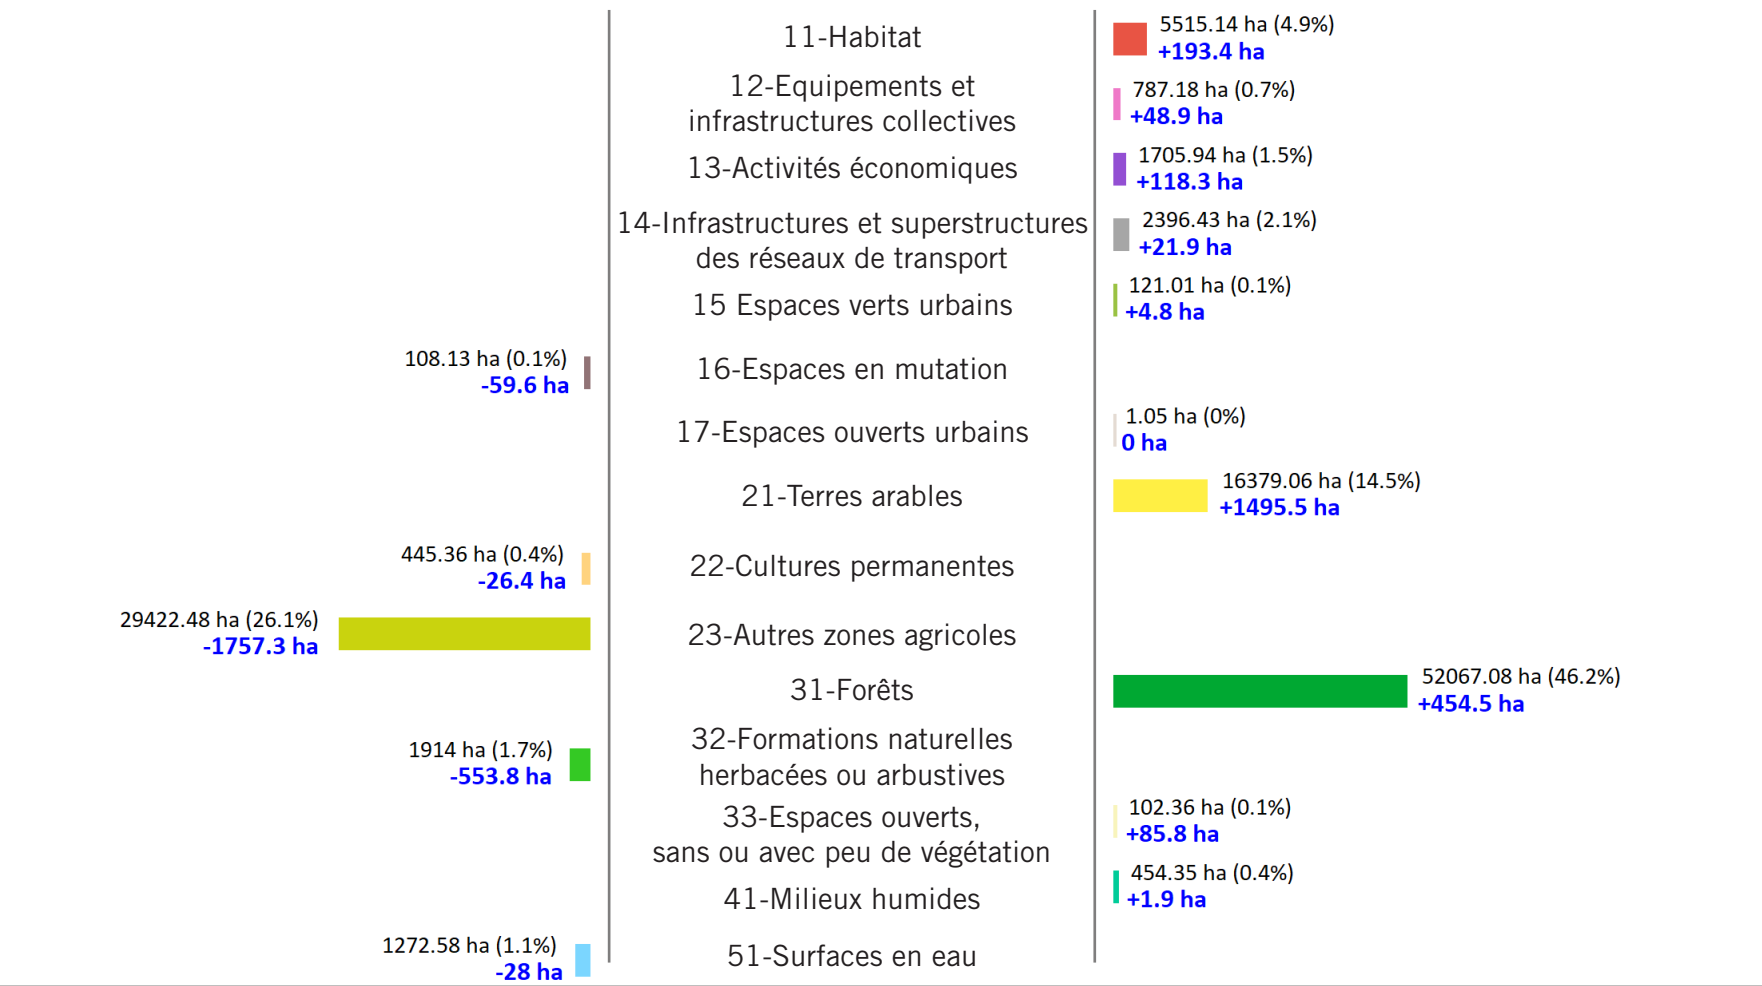 11-Habitat
5515.14 ha (4.9%)
+193.4 ha
12-Equipements et
infrastructures collectives
787.18 ha (0.7%)
+48.9 ha
13-Activités économiques
1705.94 ha (1.5%)
+118.3 ha
14-Infrastructures et superstructures
des réseaux de transport
2396.43 ha (2.1%)
+21.9 ha
15 Espaces verts urbains
121.01 ha (0.1%)
+4.8 ha
108.13 ha (0.1%)
-59.6 ha
16-Espaces en mutation
17-Espaces ouverts urbains
1.05 ha (0%)
0 ha
21-Terres arables
16379.06 ha (14.5%)
+1495.5 ha
445.36 ha (0.4%)
-26.4 ha
22-Cultures permanentes
29422.48 ha (26.1%)
-1757.3 ha
23-Autres zones agricoles
31-Forêts
52067.08 ha (46.2%)
+454.5 ha
1914 ha (1.7%)
-553.8 ha
32-Formations naturelles
herbacées ou arbustives
33-Espaces ouverts,
sans ou avec peu de végétation
102.36 ha (0.1%)
+85.8 ha
41-Milieux humides
454.35 ha (0.4%)
+1.9 ha
1272.58 ha (1.1%)
-28 ha
51-Surfaces en eau